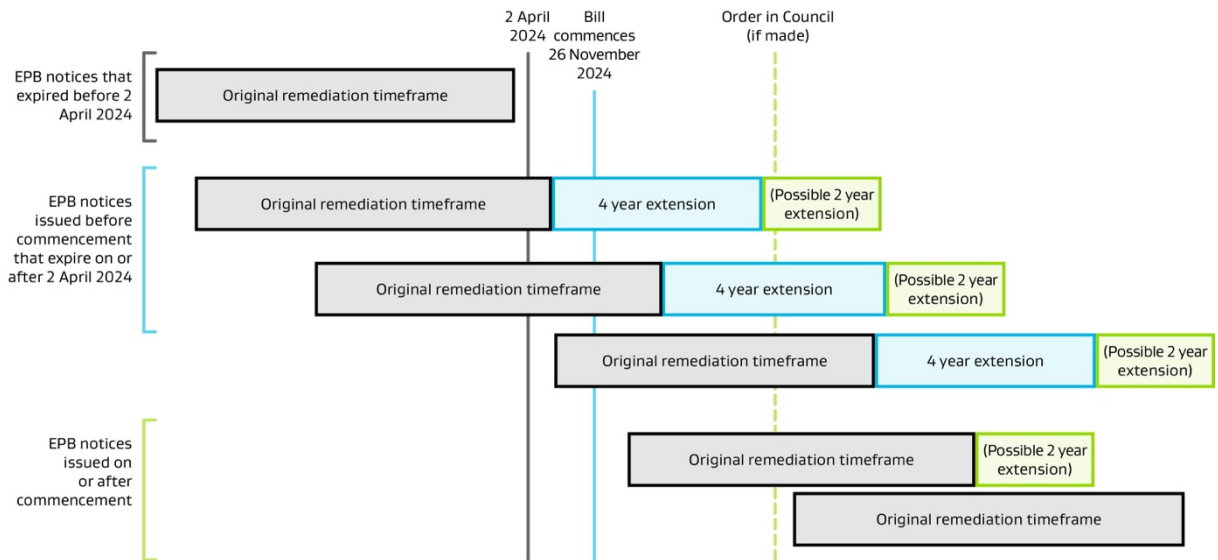 2 April
2024
Bill
commences
26 November
2024
Order in Council
(if made)
EPB notices that
expired before 2
April 2024
Original remediation timeframe
EPB notices
issued before
commencement
that expire on or
after 2 April 2024
Original remediation timeframe
4 year extension
(Possible 2 year
extension)
Original remediation timeframe
4 year extension
(Possible 2 year
extension)
Original remediation timeframe
4 year extension
(Possible 2 year
extension)
EPB notices
issued on
or after
commencement
Original remediation timeframe
(Possible 2 year
extension)
Original remediation timeframe